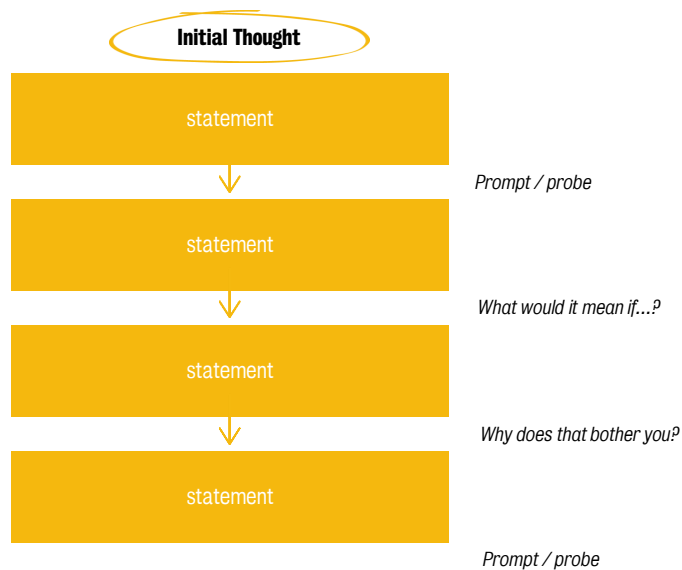 Initial Thought
statement
Prompt / probe
statement
What would it mean if...?
statement
Why does that bother you?
statement
Prompt / probe